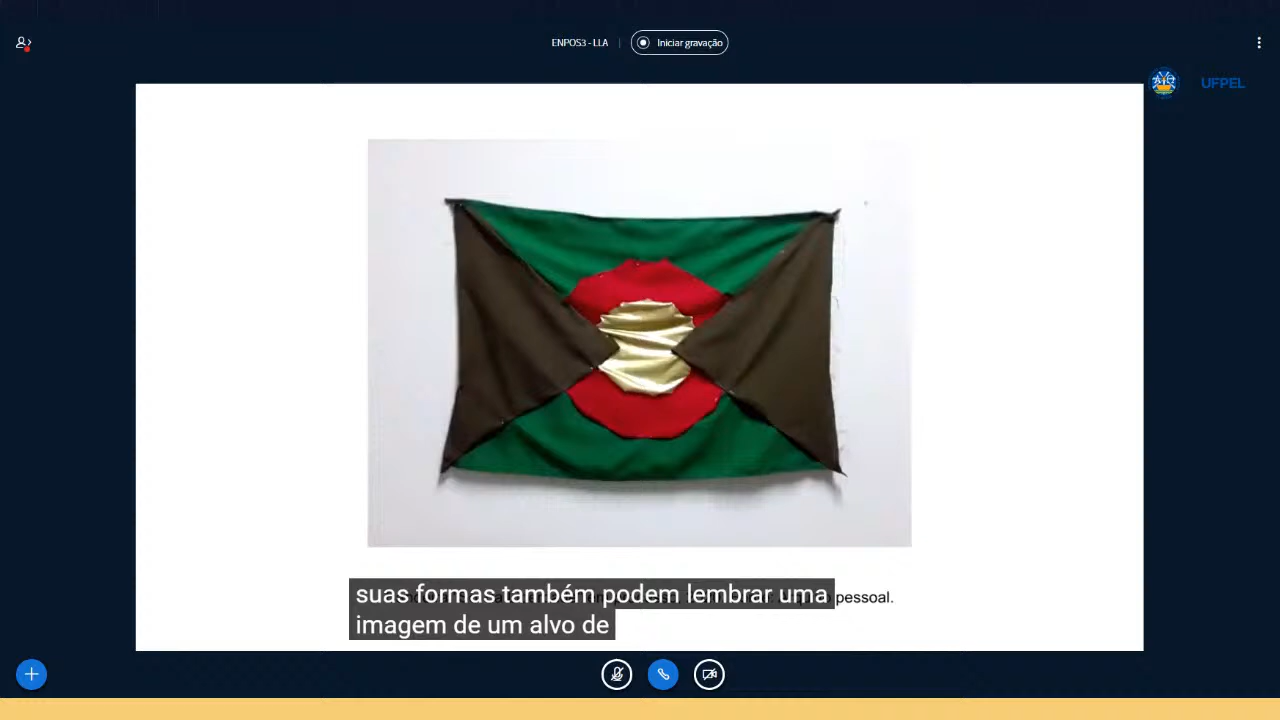 ENPOS3 - LLA
Iniciar gravação
UFPEL
suas formas também podem lembrar uma
imagem de um alvo de
pessoal.